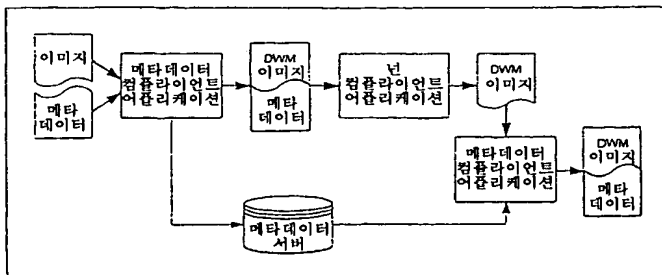 이미지
메타
데이터
메타데이터
컴플라이언트
어플리케이션
DWM
이미지
메타
데이터
넌
컴플라이언트
어플리케이션
DWM
이미지
메타데이터
컴플라이언트
어플리케이션
DWM
이미지
메타
데이터
메타데이터
서버